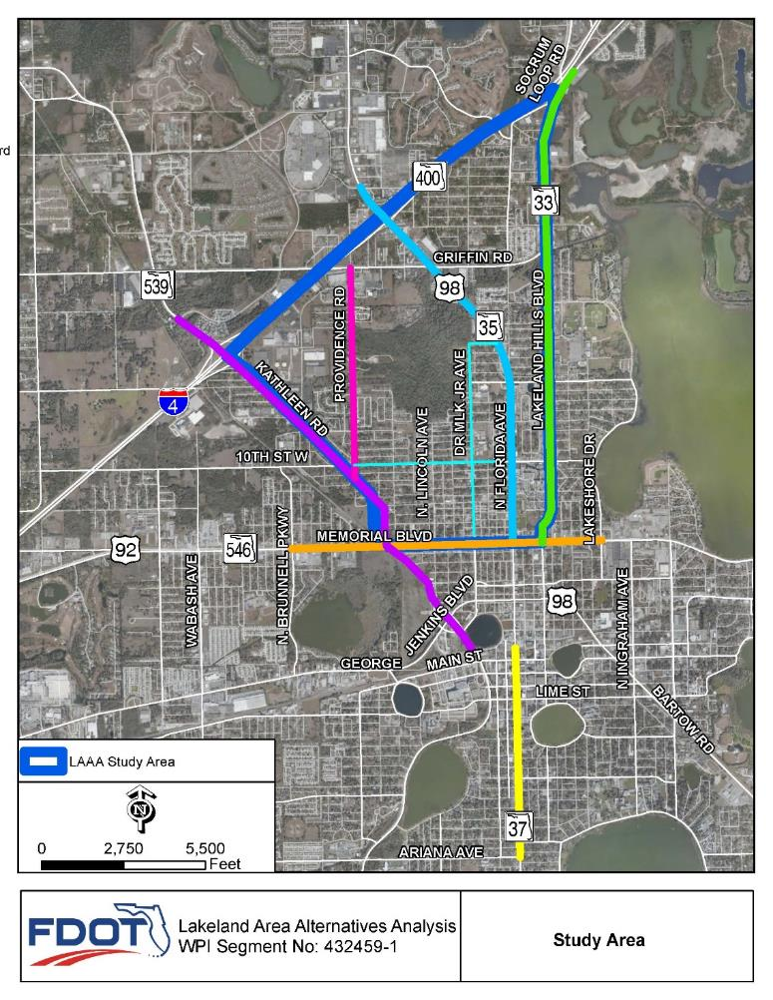 SOCRUM
LOOP RD
rd
400
33
GRIFFIN RD
539
98
35
PROVIDENCE RD
LAKELAND HILLS BLVD
KATHLEEN RD
DR MLK JR AVE
4
N. LINCOLN AVE
N FLORIDA AVE
10TH ST W
LAKESHORE DR
N. BRUNNELL PKWY
MEMORIAL BLVD
92
546
WABASH AVE
98
N INGRAHAM AVE
JENKINS BLVD
GEORGE
MAIN ST
LIME ST
BARTOW RD
LAAA Study Area
N
0 2,750 5,500
Feet
37
ARIANA AVE
FDOT
Lakeland Area Alternatives Analysis
WPI Segment No: 432459-1
Study Area